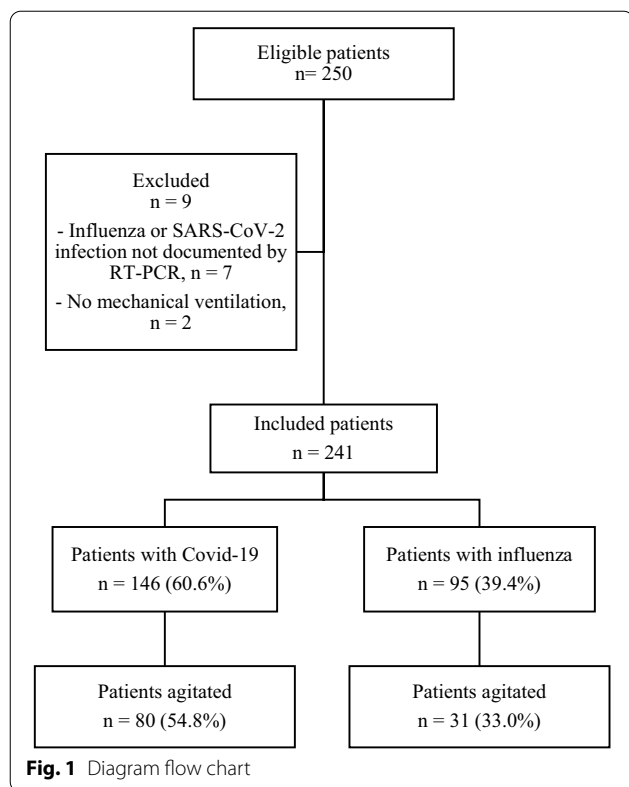 Eligible patients
n= 250
Excluded
n = 9
- Influenza or SARS-CoV-2
infection not documented by
RT-PCR, n = 7
- No mechanical ventilation,
n = 2
Included patients
n = 241
Patients with Covid-19
n = 146 (60.6%)
Patients with influenza
n = 95 (39.4%)
Patients agitated
n = 80 (54.8%)
Patients agitated
n = 31 (33.0%)
Fig. 1 Diagram flow chart